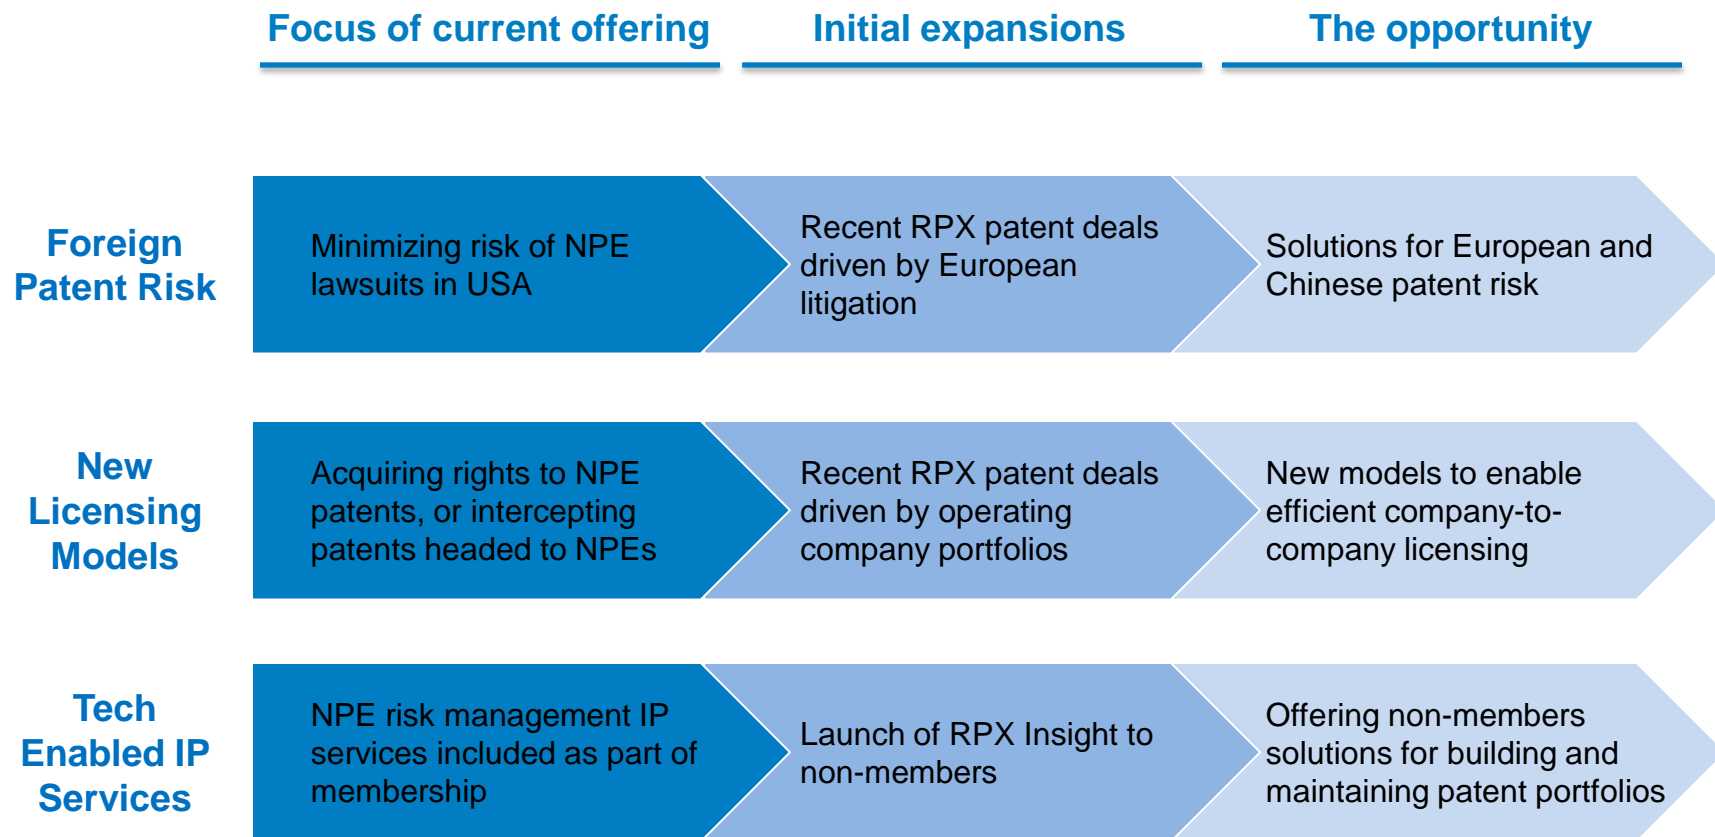 Focus of current offering
Initial expansions
The opportunity
Foreign
Patent Risk
Minimizing risk of NPE
lawsuits in USA
Recent RPX patent deals
driven by European
litigation
Solutions for European and
Chinese patent risk
New
Licensing
Models
Acquiring rights to NPE
patents, or intercepting
patents headed to NPEs
Recent RPX patent deals
driven by operating
company portfolios
New models to enable
efficient company-to-
company licensing
Tech
Enabled IP
Services
NPE risk management IP
services included as part of
membership
Launch of RPX Insight to
non-members
Offering non-members
solutions for building and
maintaining patent portfolios